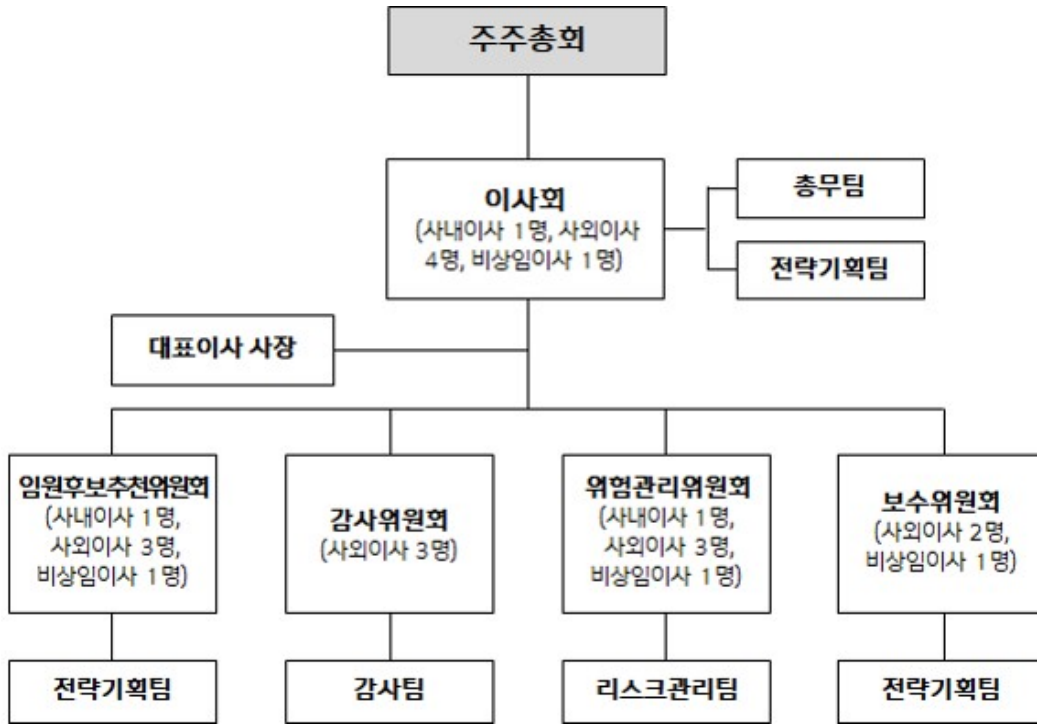 주주총회
이사회
(사내이사 1명, 사외이사
4명, 비상임이사 1명)
총무팀
전략기획팀
대표이사 사장
임원후보추천위원회
(사내이사 1명,
사외이사 3명,
비상임이사 1명)
감사위원회
(사외이사 3명)
위험관리위원회
(사내이사 1명,
사외이사 3명,
비상임이사 1명)
보수위원회
(사외이사 2명,
비상임이사 1명)
전략기획팀
감사팀
리스크관리팀
전략기획팀